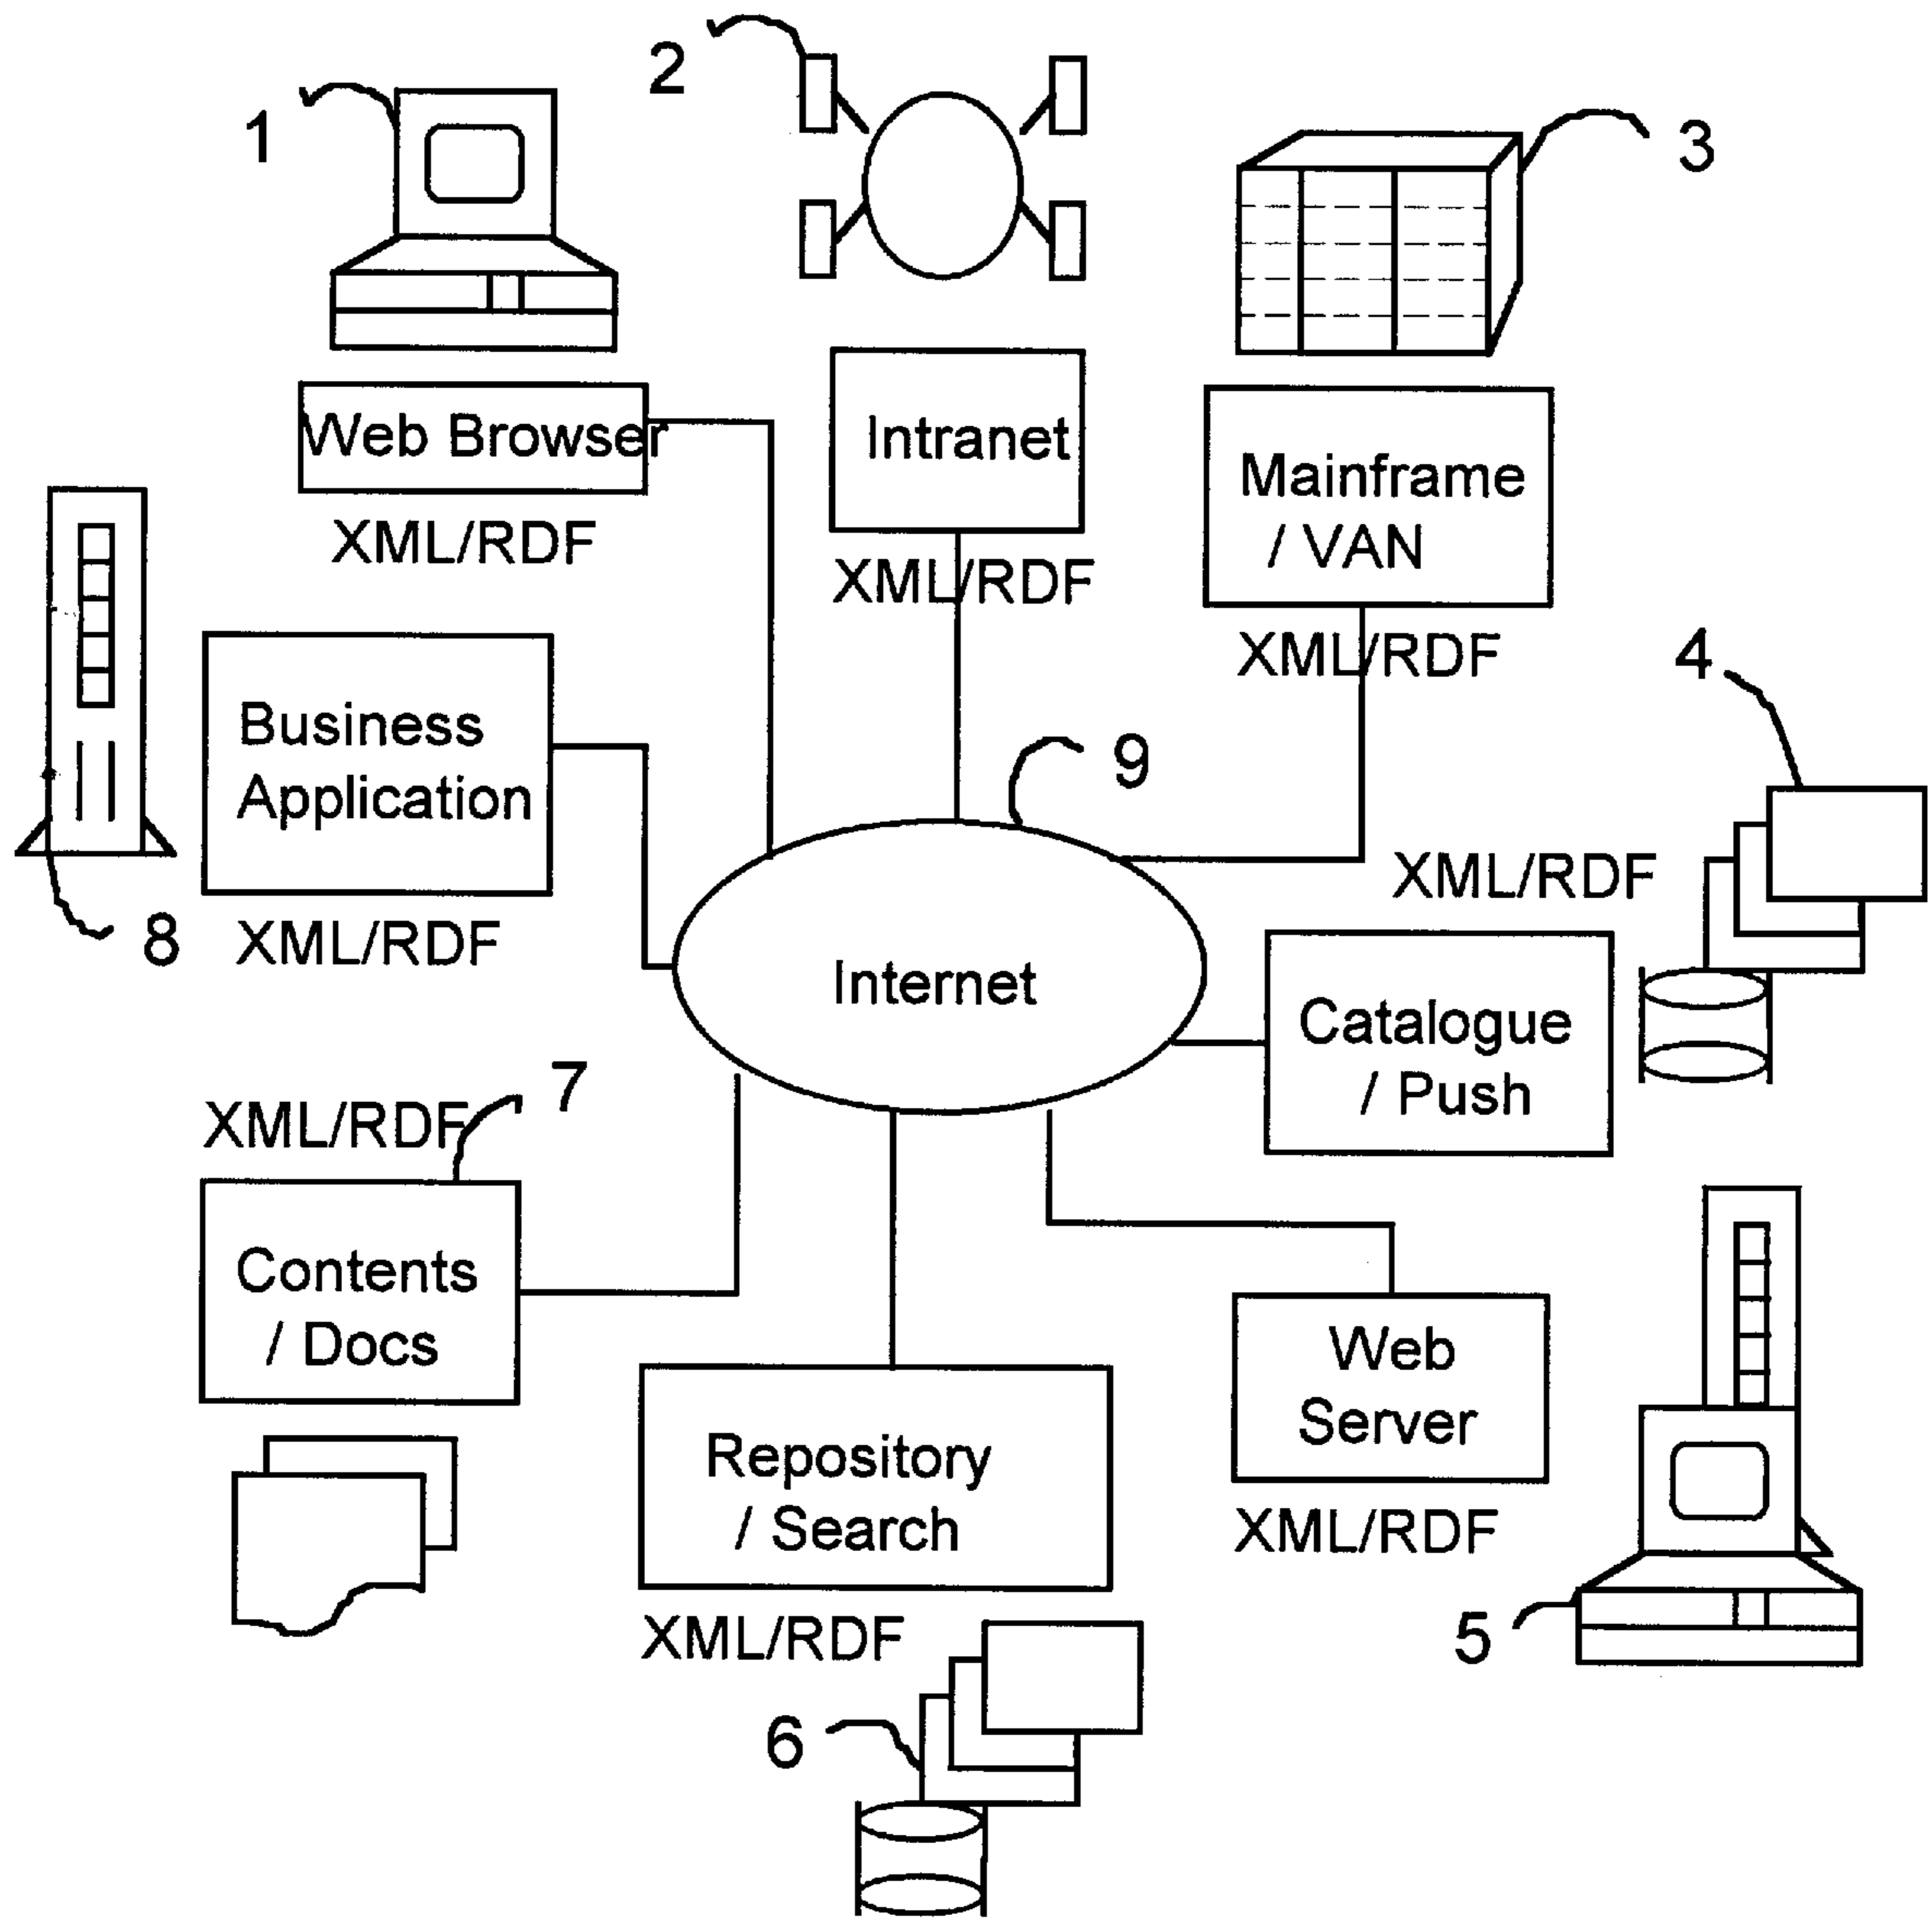 2
1
3
Web Browser
XML/RDF
Intranet
XML/RDF
Mainframe
/ VAN
XML/RDF
4
Business
Application
XML/RDF
8
9
Internet
XML/RDF
Catalogue
/ Push
7
XML/RDF
Contents
/ Docs
Repository
/ Search
XML/RDF
Web
Server
XML/RDF
5
6